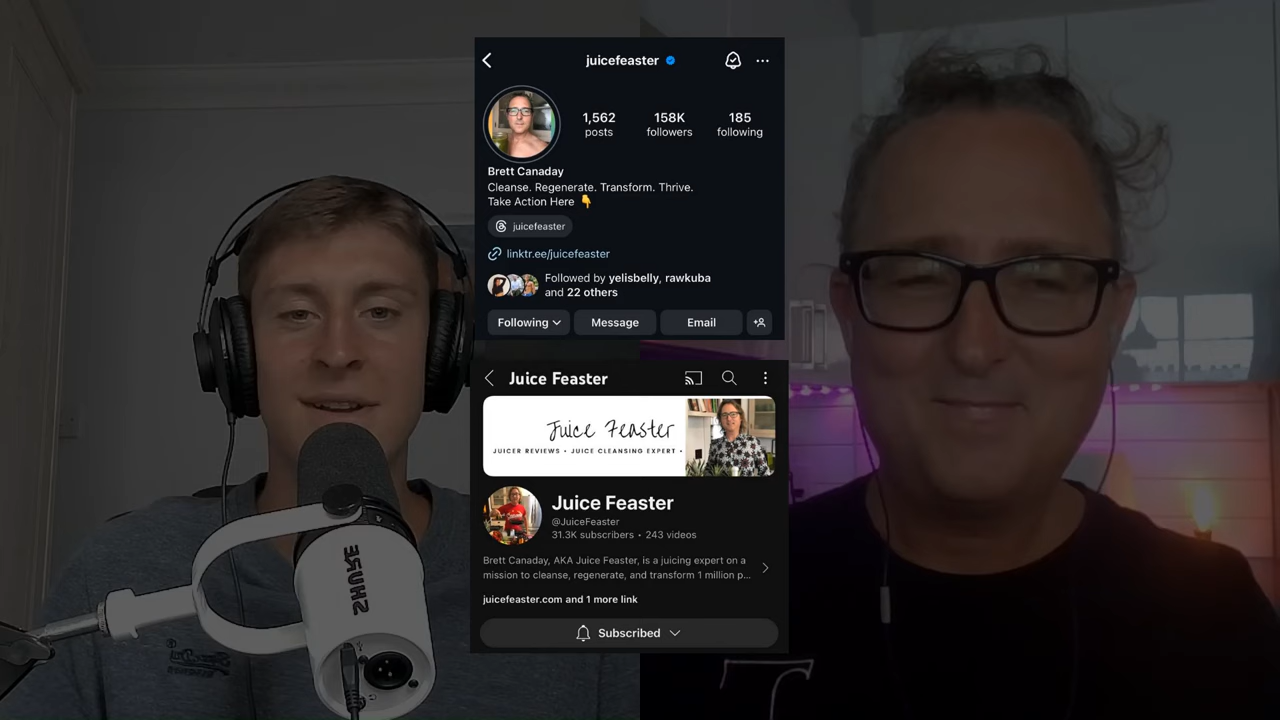 juicefeaster
1,562 posts
158K followers
185 following
Brett Canaday
Cleanse. Regenerate. Transform. Thrive.
Take Action Here 👇
juicefeaster
linktr.ee/juicefeaster
Followed by yelisbelly, rawkuba
and 22 others
Following
Message
Email
Juice Feaster
Juice Feaster
JUICER REVIEWS • JUICE CLEANSING EXPERT •
Juice Feaster
@JuiceFeaster
31.3K subscribers • 243 videos
Brett Canaday, AKA Juice Feaster, is a juicing expert on a
mission to cleanse, regenerate, and transform 1 million p...
juicefeaster.com and 1 more link
Subscribed
SHURE